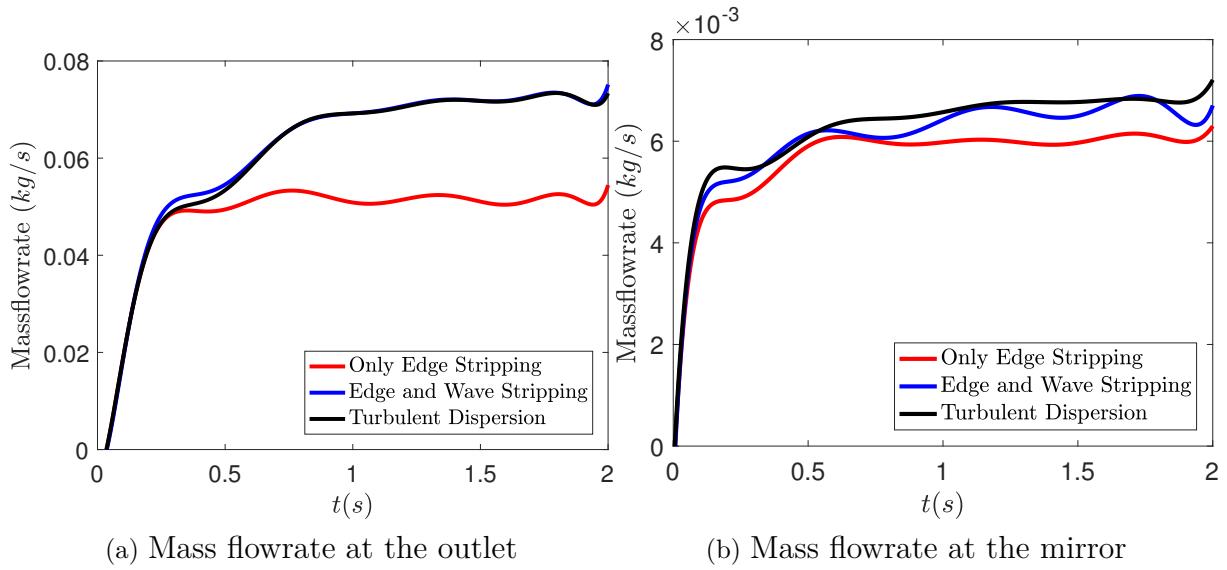 0.08
0.06
0.04
0.02
0
0
0.5
1
1.5
2
Massflowrate (kg/s)
t(s)
Only Edge Stripping
Edge and Wave Stripping
Turbulent Dispersion
(a) Mass flowrate at the outlet
×10⁻³
8
6
4
2
0
0
0.5
1
1.5
2
Massflowrate (kg/s)
t(s)
Only Edge Stripping
Edge and Wave Stripping
Turbulent Dispersion
(b) Mass flowrate at the mirror